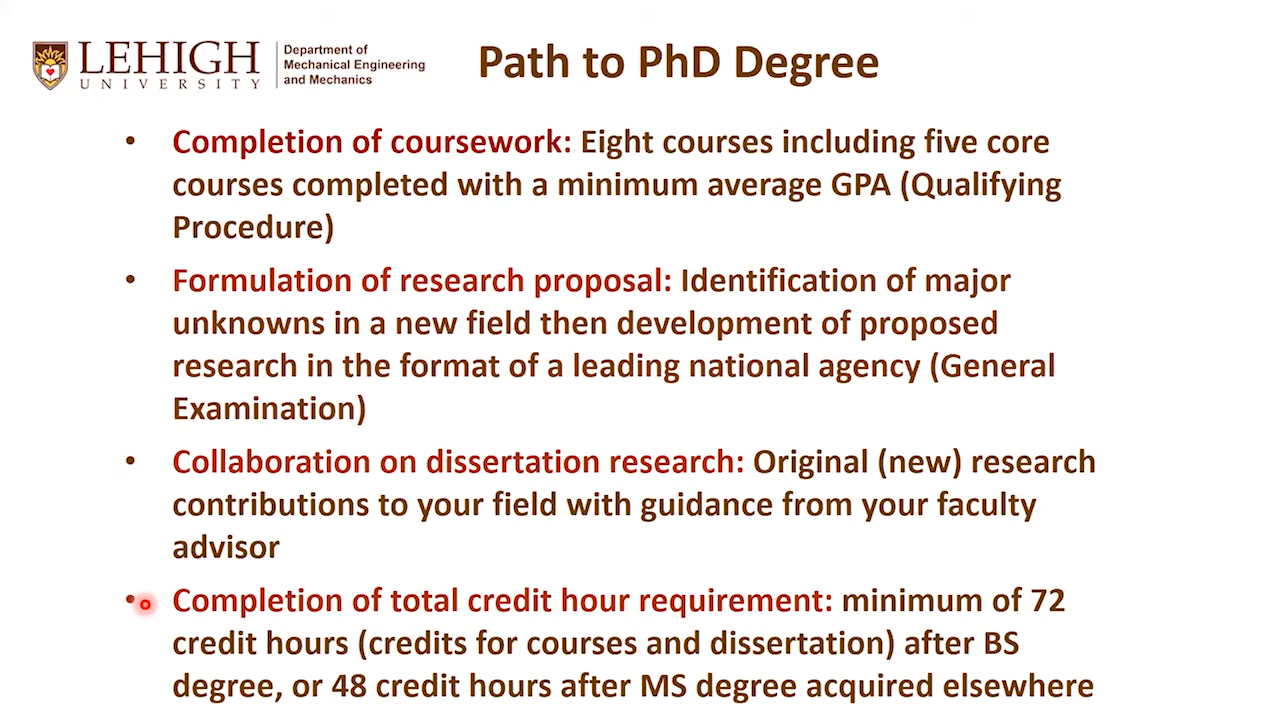 LEHIGH
UNIVERSITY
Department of
Mechanical Engineering
and Mechanics
Path to PhD Degree
• Completion of coursework: Eight courses including five core
courses completed with a minimum average GPA (Qualifying
Procedure)
• Formulation of research proposal: Identification of major
unknowns in a new field then development of proposed
research in the format of a leading national agency (General
Examination)
• Collaboration on dissertation research: Original (new) research
contributions to your field with guidance from your faculty
advisor
• Completion of total credit hour requirement: minimum of 72
credit hours (credits for courses and dissertation) after BS
degree, or 48 credit hours after MS degree acquired elsewhere